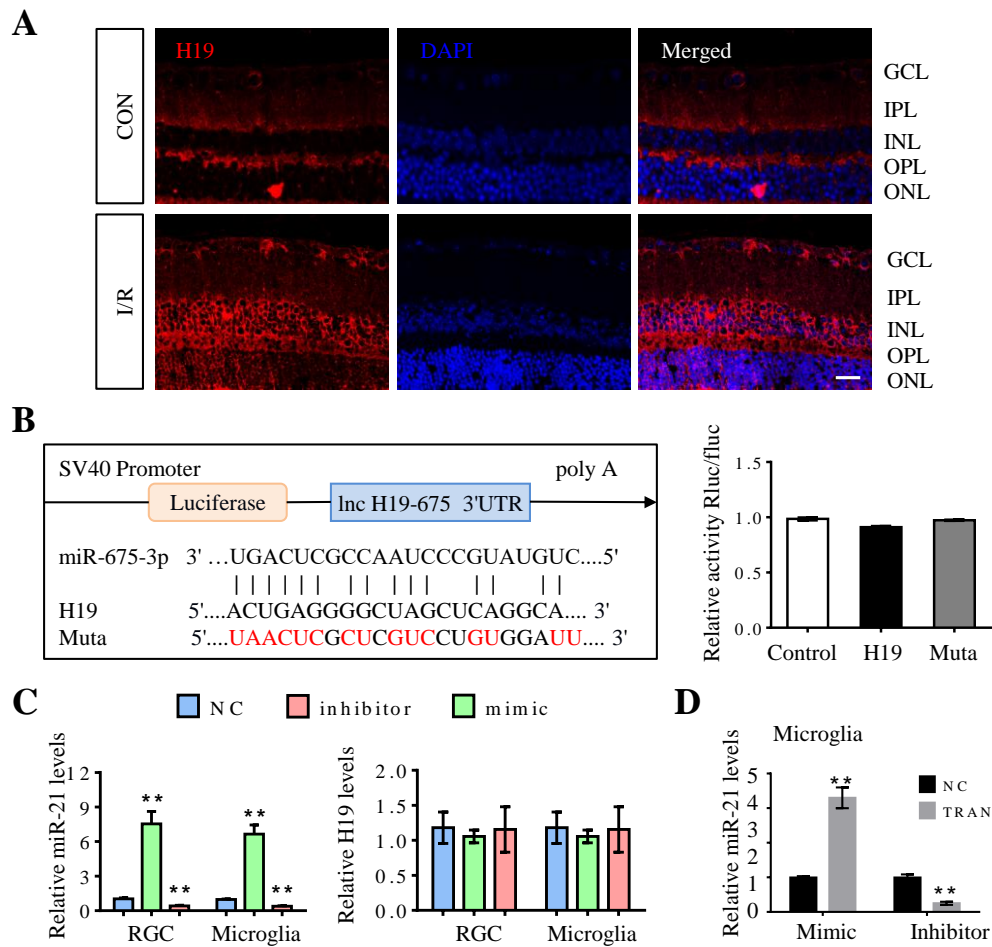 A
CON
H19
DAPI
Merged
GCL
IPL
INL
OPL
ONL
I/R
GCL
IPL
INL
OPL
ONL
B
SV40 Promoter poly A
Luciferase lnc H19-675 3'UTR
miR-675-3p 3' ...UGACUCGCCAAUCCCGUAUGUC....5'
H19 5'....ACUGAGGGGCUAGCUCAGGCA.... 3'
Muta 5'....UAACUCGCUCGUCCUGUGGAUU.... 3'
Relative activity Rluc/fluc
1.5
1.0
0.5
0.0
Control H19 Muta
C
NC inhibitor mimic
Relative miR-21 levels
12
9
6
3
0
** ** ** **
RGC Microglia
Relative H19 levels
2.0
1.5
1.0
0.5
0.0
RGC Microglia
D
Microglia
NC
TRAN
Relative miR-21 levels
5
4
2
1
0
** **
Mimic Inhibitor